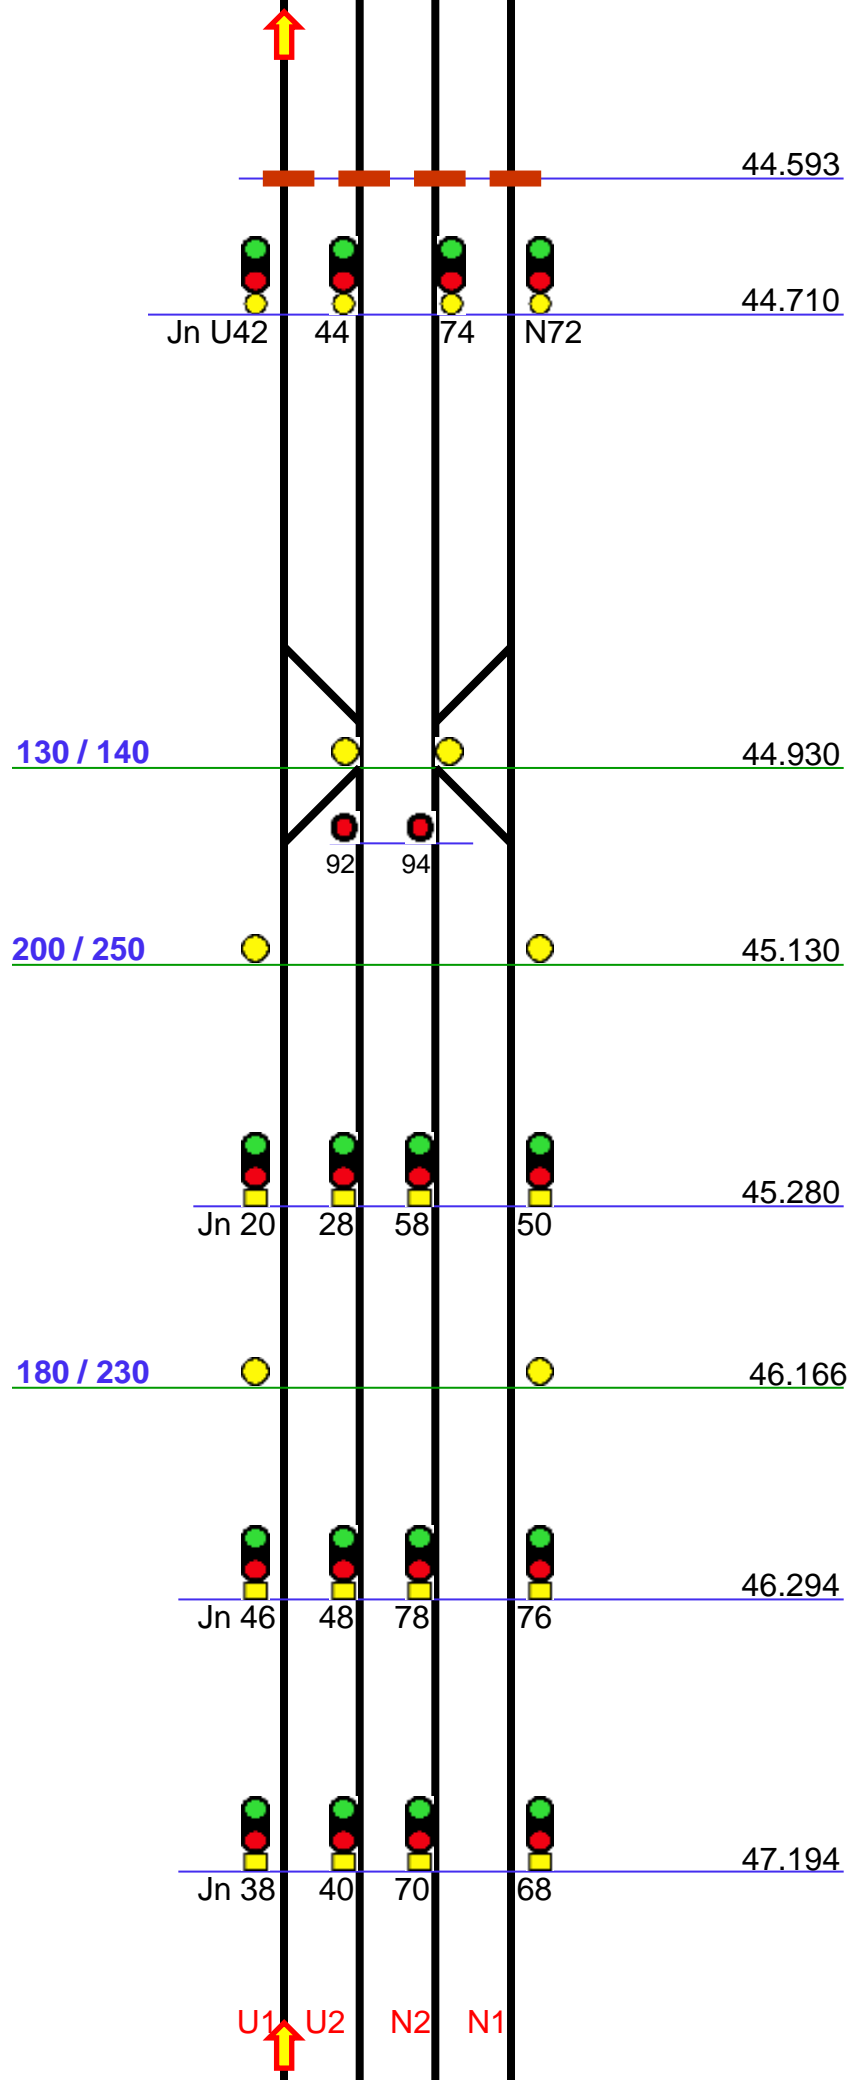 44.593
44.710
Jn U42 44 74 N72
130 / 140 44.930
92 94
200 / 250 45.130
45.280
Jn 20 28 58 50
180 / 230 46.166
46.294
Jn 46 48 78 76
47.194
Jn 38 40 70 68
U1 U2 N2 N1